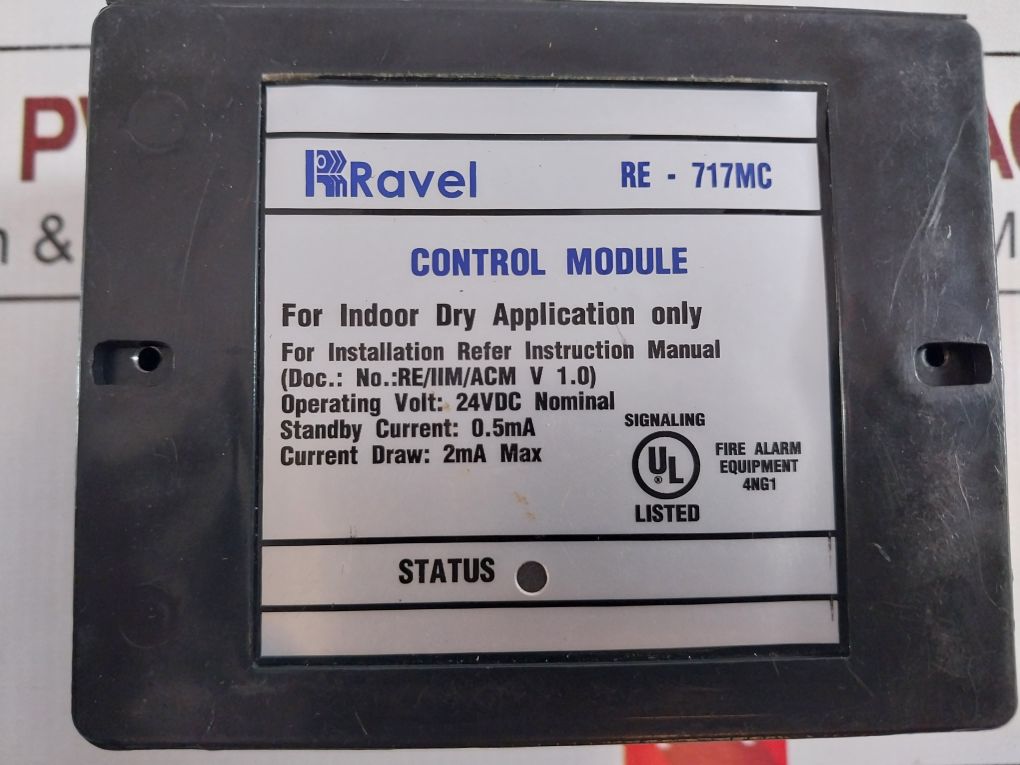 Ravel
RE - 717MC
CONTROL MODULE
For Indoor Dry Application only
For Installation Refer Instruction Manual
(Doc.: No.:RE/IIM/ACM V 1.0)
Operating Volt: 24VDC Nominal
Standby Current: 0.5mA
Current Draw: 2mA Max
SIGNALING
UL
®
LISTED
FIRE ALARM
EQUIPMENT
4NG1
STATUS
&